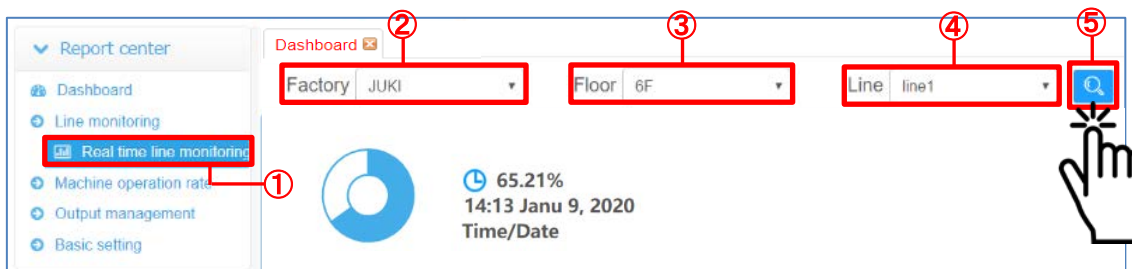 Report center
Dashboard
Line monitoring
Real time line monitoring
①
Machine operation rate
Output management
Basic setting
Dashboard
② ③ ④ ⑤
Factory JUKI Floor 6F Line line1
65.21%
14:13 Janu 9, 2020
Time/Date